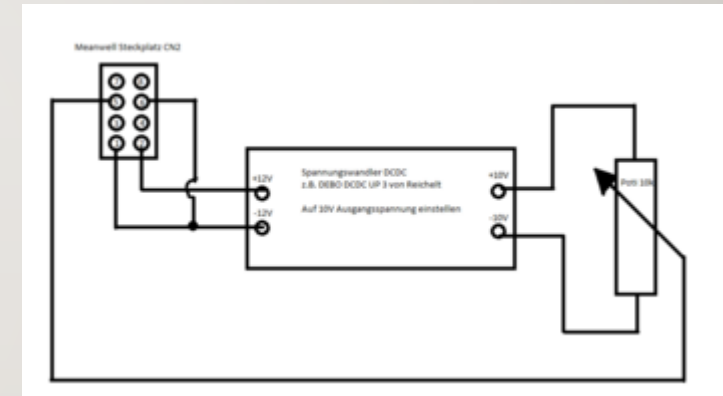 Meanwell Steckplatz CN2
+12V
-12V
Spannungswandler DCDC
z.B. DEBO DCDC UP 3 von Reichelt
Auf 10V Ausgangsspannung einstellen
+10V
-10V
Poti 10k